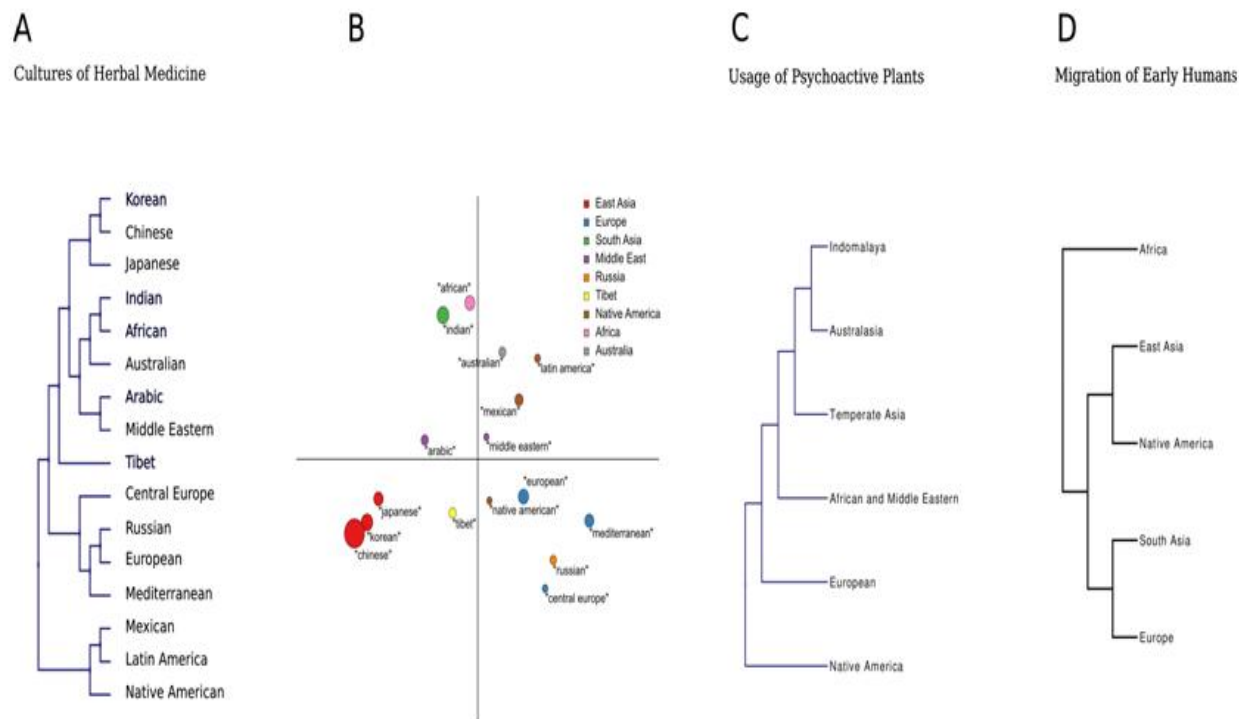 A
Cultures of Herbal Medicine
Korean
Chinese
Japanese
Indian
African
Australian
Arabic
Middle Eastern
Tibet
Central Europe
Russian
European
Mediterranean
Mexican
Latin America
Native American
B
East Asia
Europe
South Asia
Middle East
Russia
Tibet
Native America
Africa
Australia
"african"
"indian"
"australian"
"latin america"
"mexican"
"arabic"
"middle eastern"
"european"
"japanese"
"native american"
"tibet"
"mediterranean"
"korean"
"chinese"
"russian"
"central europe"
C
Usage of Psychoactive Plants
Indomalaya
Australasia
Temperate Asia
African and Middle Eastern
European
Native America
D
Migration of Early Humans
Africa
East Asia
Native America
South Asia
Europe